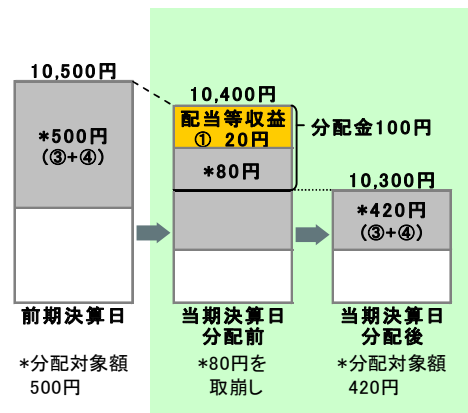 10,500円
*500円
(③+④)
前期決算日
*分配対象額
500円
10,400円
配当等収益
① 20円
*80円
分配金100円
当期決算日
分配前
*80円を
取崩し
10,300円
*420円
(③+④)
当期決算日
分配後
*分配対象額
420円